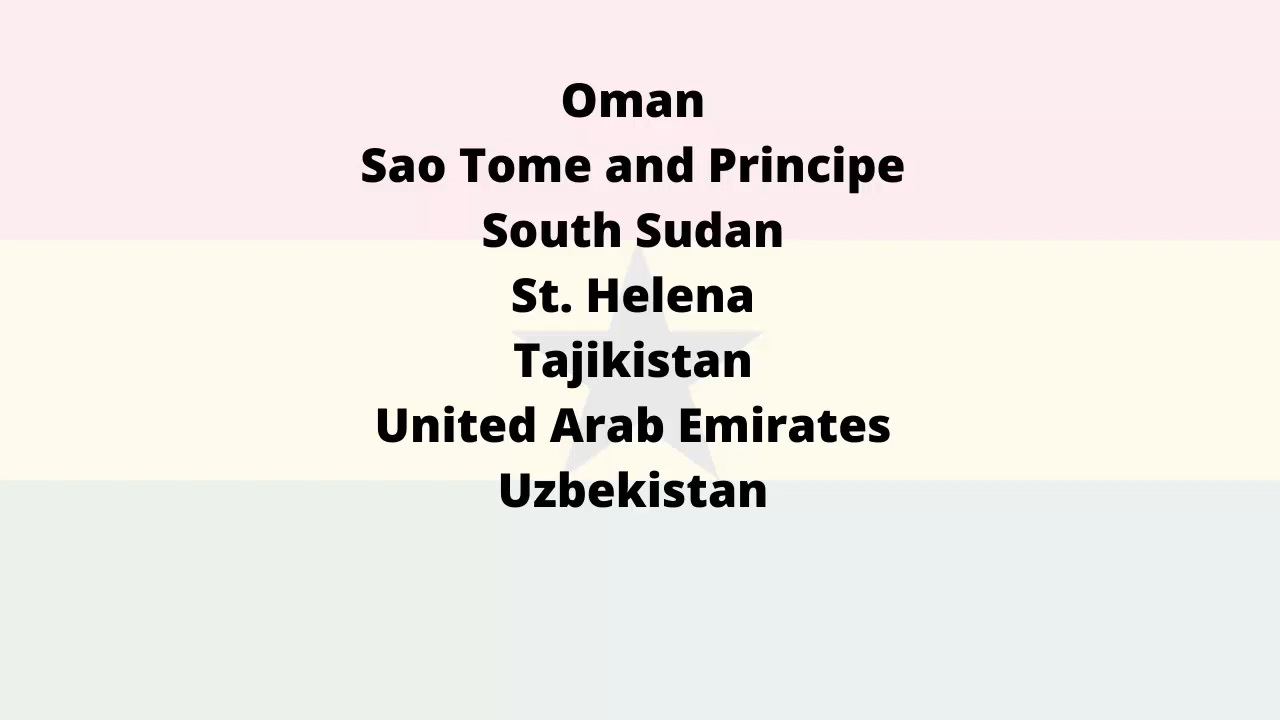 Oman
Sao Tome and Principe
South Sudan
St. Helena
Tajikistan
United Arab Emirates
Uzbekistan